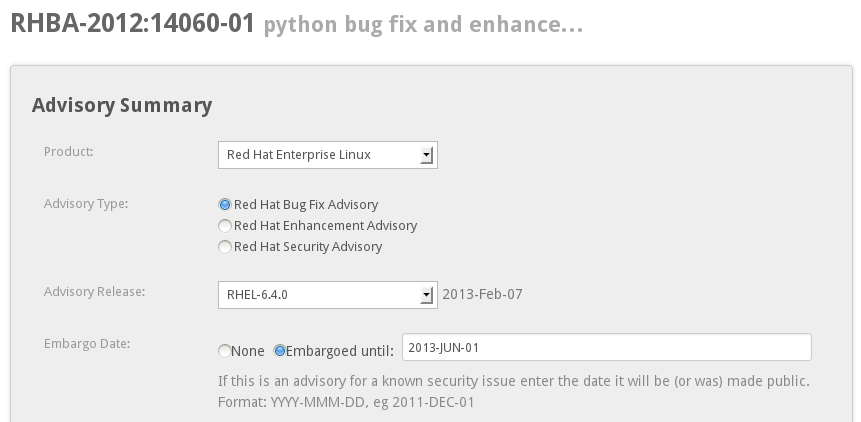 RHBA-2012:14060-01 python bug fix and enhance...
Advisory Summary
Product: Red Hat Enterprise Linux
Advisory Type: Red Hat Bug Fix Advisory
Red Hat Enhancement Advisory
Red Hat Security Advisory
Advisory Release: RHEL-6.4.0 2013-Feb-07
Embargo Date: None Embargoed until: 2013-JUN-01
If this is an advisory for a known security issue enter the date it will be (or was) made public.
Format: YYYY-MMM-DD, eg 2011-DEC-01